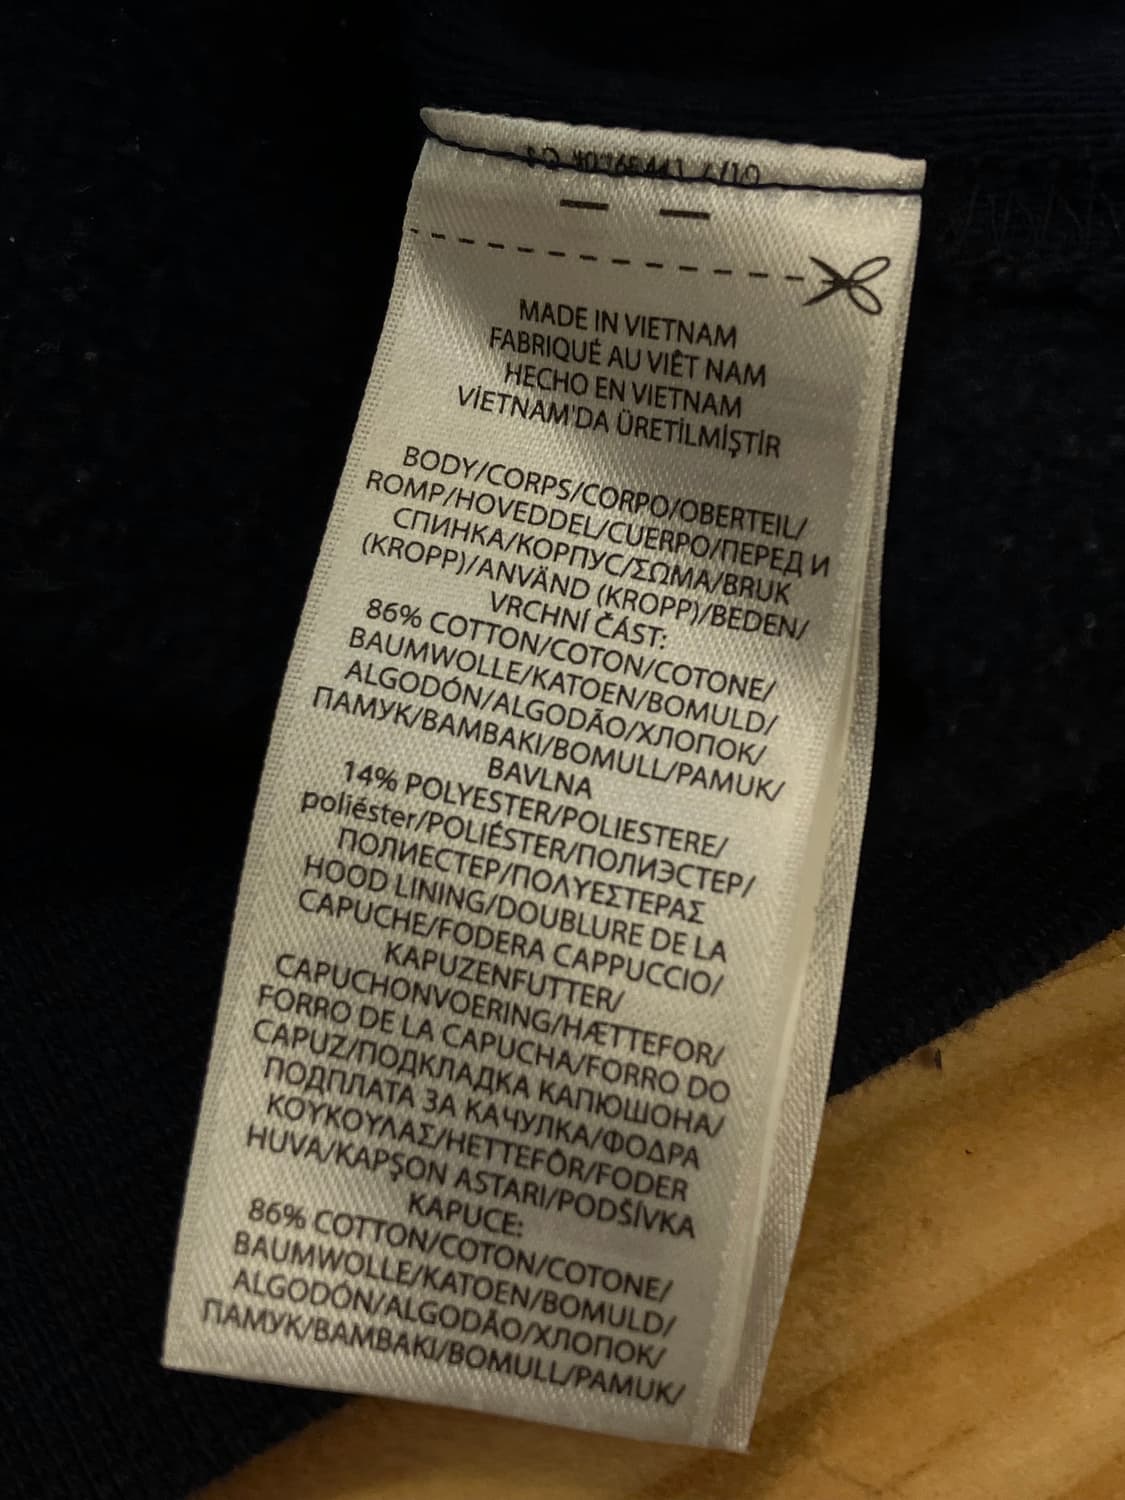 MADE IN VIETNAM
FABRIQUÉ AU VIÊT NAM
HECHO EN VIETNAM
VİETNAM'DA ÜRETİLMİŞTİR
BODY/CORPS/CORPO/OBERTEIL/
ROMP/HOVEDDEL/CUERPO/ПЕРЕД И
СПИНКА/КОРПУС/ΣΩΜΑ/BRUK
(KROPP)/ANVÄND (KROPP)/BEDEN/
VRCHNÍ ČÁST:
86% COTTON/COTON/COTONE/
BAUMWOLLE/KATOEN/BOMULD/
ALGODÓN/ALGODÃO/ХЛОПОК/
ПАМУК/BAMBAKI/BOMULL/PAMUK/
BAVLNA
14% POLYESTER/POLIESTERE/
poliéster/POLIÉSTER/ПОЛИЭСТЕР/
ПОЛИЕСТЕР/ΠΟΛΥΕΣΤΕΡΑΣ
HOOD LINING/DOUBLURE DE LA
CAPUCHE/FODERA CAPPUCCIO/
KAPUZENFUTTER/
CAPUCHONVOERING/HÆTTEFOR/
FORRO DE LA CAPUCHA/FORRO DO
CAPUZ/ПОДКЛАДКА КАПЮШОНА/
ПОДПЛАТА ЗА КАЧУЛКА/ΦΟΔΡΑ
ΚΟΥΚΟΥΛΑΣ/HETTEFÔR/FODER
HUVA/KAPŞON ASTARI/PODŠÍVKA
KAPUCE:
86% COTTON/COTON/COTONE/
BAUMWOLLE/KATOEN/BOMULD/
ALGODÓN/ALGODÃO/ХЛОПОК/
ПАМУК/BAMBAKI/BOMULL/PAMUK/